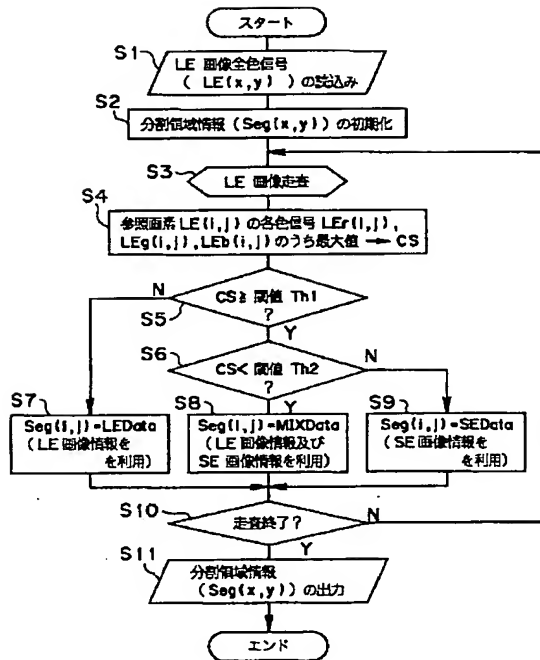 スタート
S1
LE 画像全色信号
( LE(x,y) ) の読込み
S2
分割領域情報 (Seg(x,y)) の初期化
S3
LE 画像走査
S4
参照画素 LE(i,j) の各色信号 LEr(i,j),
LEg(i,j), LEb(i,j) のうち最大値 → CS
N
CS≧ 閾値 Th1
?
S5
Y
S6
CS< 閾値 Th2
?
N
Y
S7
Seg(i,j)=LEData
(LE 画像情報を
を利用)
S8
Seg(i,j)=MIXData
(LE 画像情報及び
SE 画像情報を利用)
S9
Seg(i,j)=SEData
(SE 画像情報を
を利用)
S10
走査終了?
N
Y
S11
分割領域情報
(Seg(x,y)) の出力
エンド